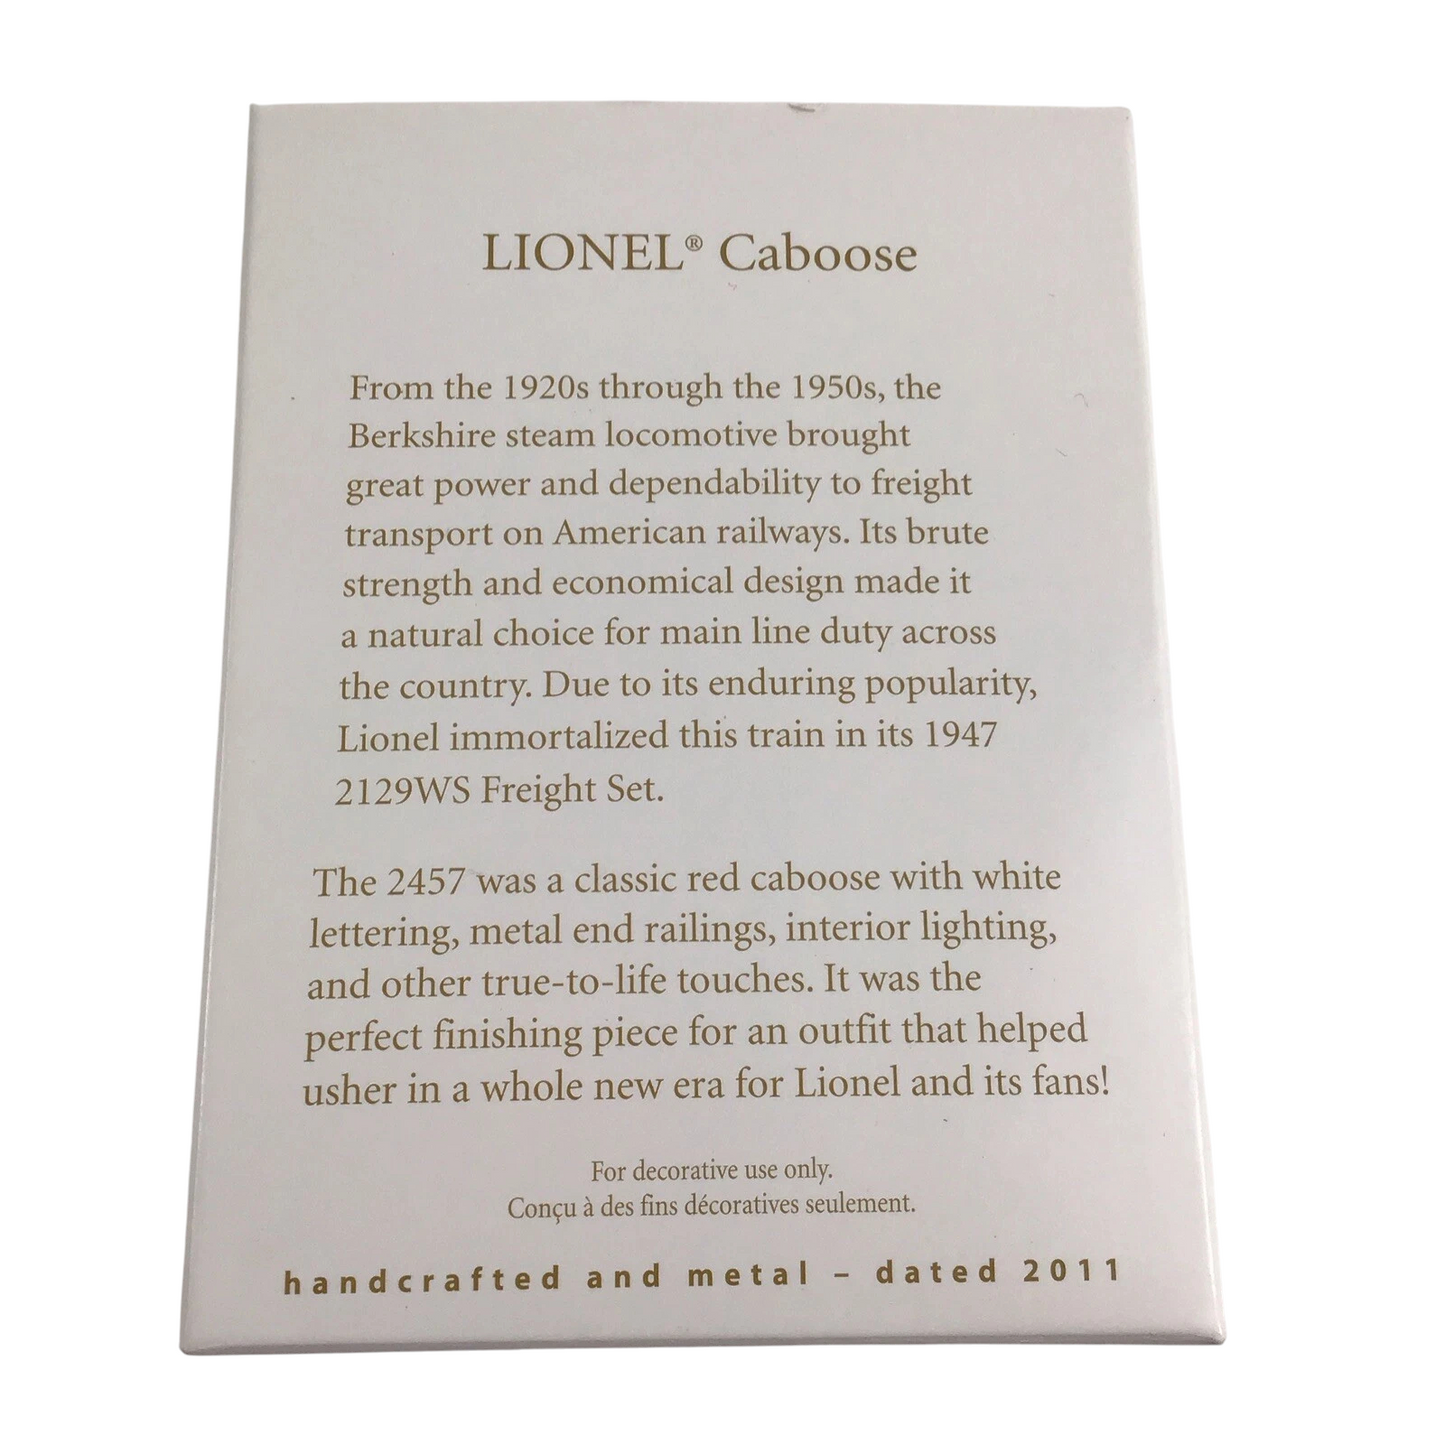 LIONEL® Caboose
From the 1920s through the 1950s, the
Berkshire steam locomotive brought
great power and dependability to freight
transport on American railways. Its brute
strength and economical design made it
a natural choice for main line duty across
the country. Due to its enduring popularity,
Lionel immortalized this train in its 1947
2129WS Freight Set.
The 2457 was a classic red caboose with white
lettering, metal end railings, interior lighting,
and other true-to-life touches. It was the
perfect finishing piece for an outfit that helped
usher in a whole new era for Lionel and its fans!
For decorative use only.
Conçu à des fins décoratives seulement.
handcrafted and metal – dated 2011